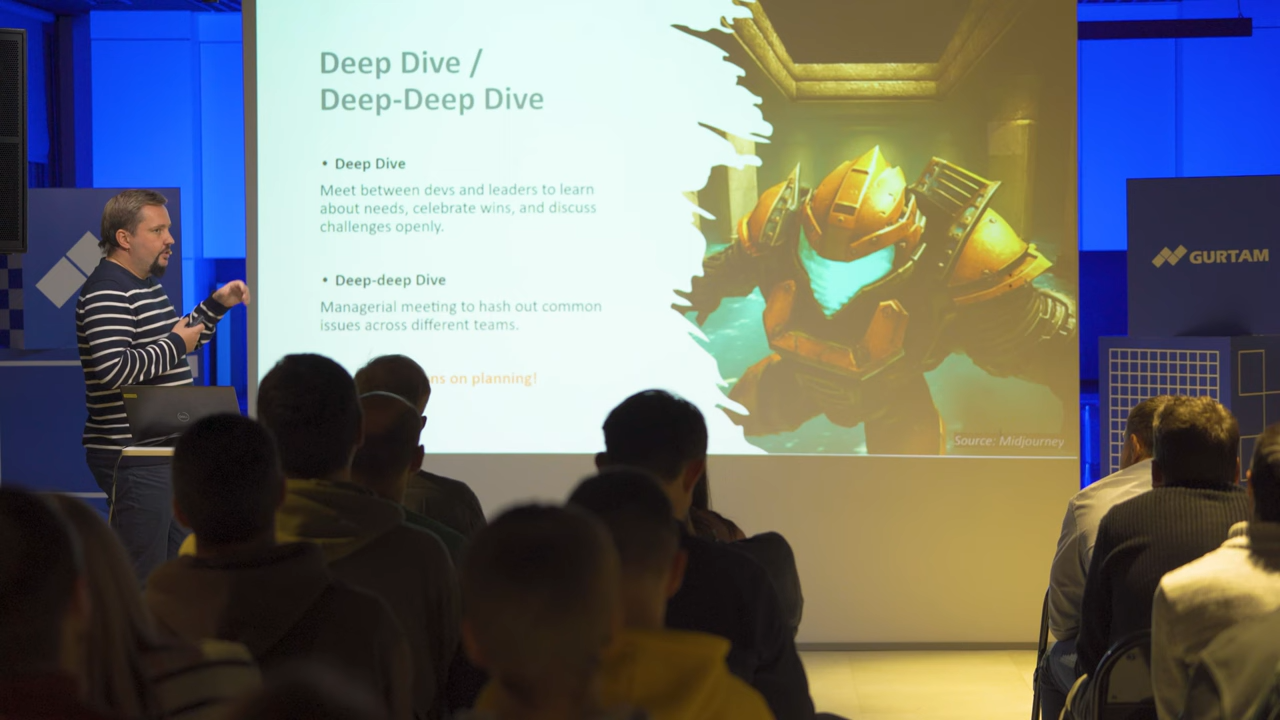 Deep Dive /
Deep-Deep Dive
• Deep Dive
Meet between devs and leaders to learn
about needs, celebrate wins, and discuss
challenges openly.
• Deep-deep Dive
Managerial meeting to hash out common
issues across different teams.
on planning!
Source: Midjourney
GURTAM
DELL